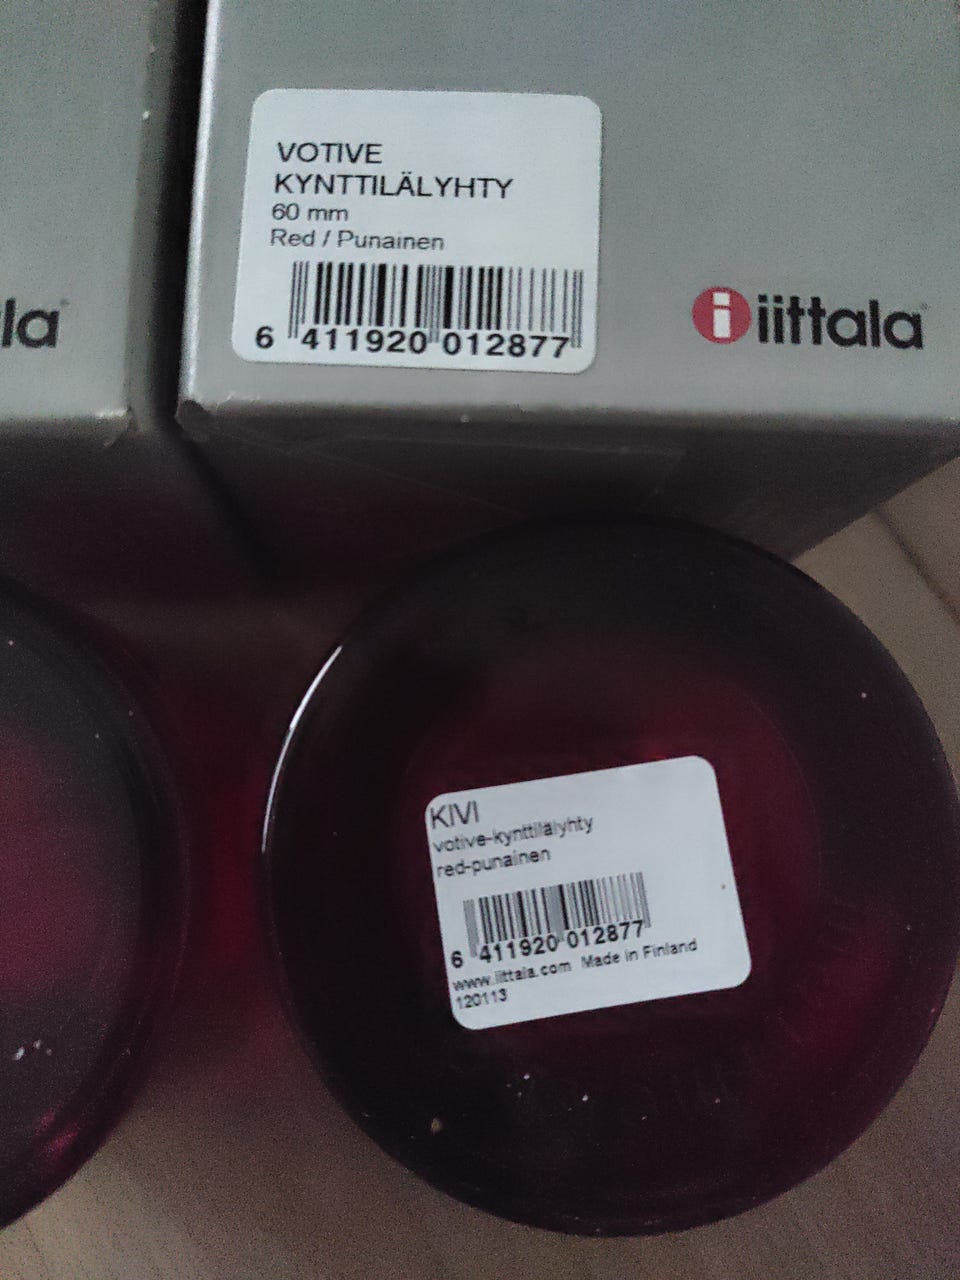 VOTIVE
KYNTTILÄLYHTY
60 mm
Red / Punainen
6 411920 012877
la
iittala
KIVI
votive-kynttilälyhty
red-punainen
6 411920 012877
www.iittala.com Made in Finland
120113